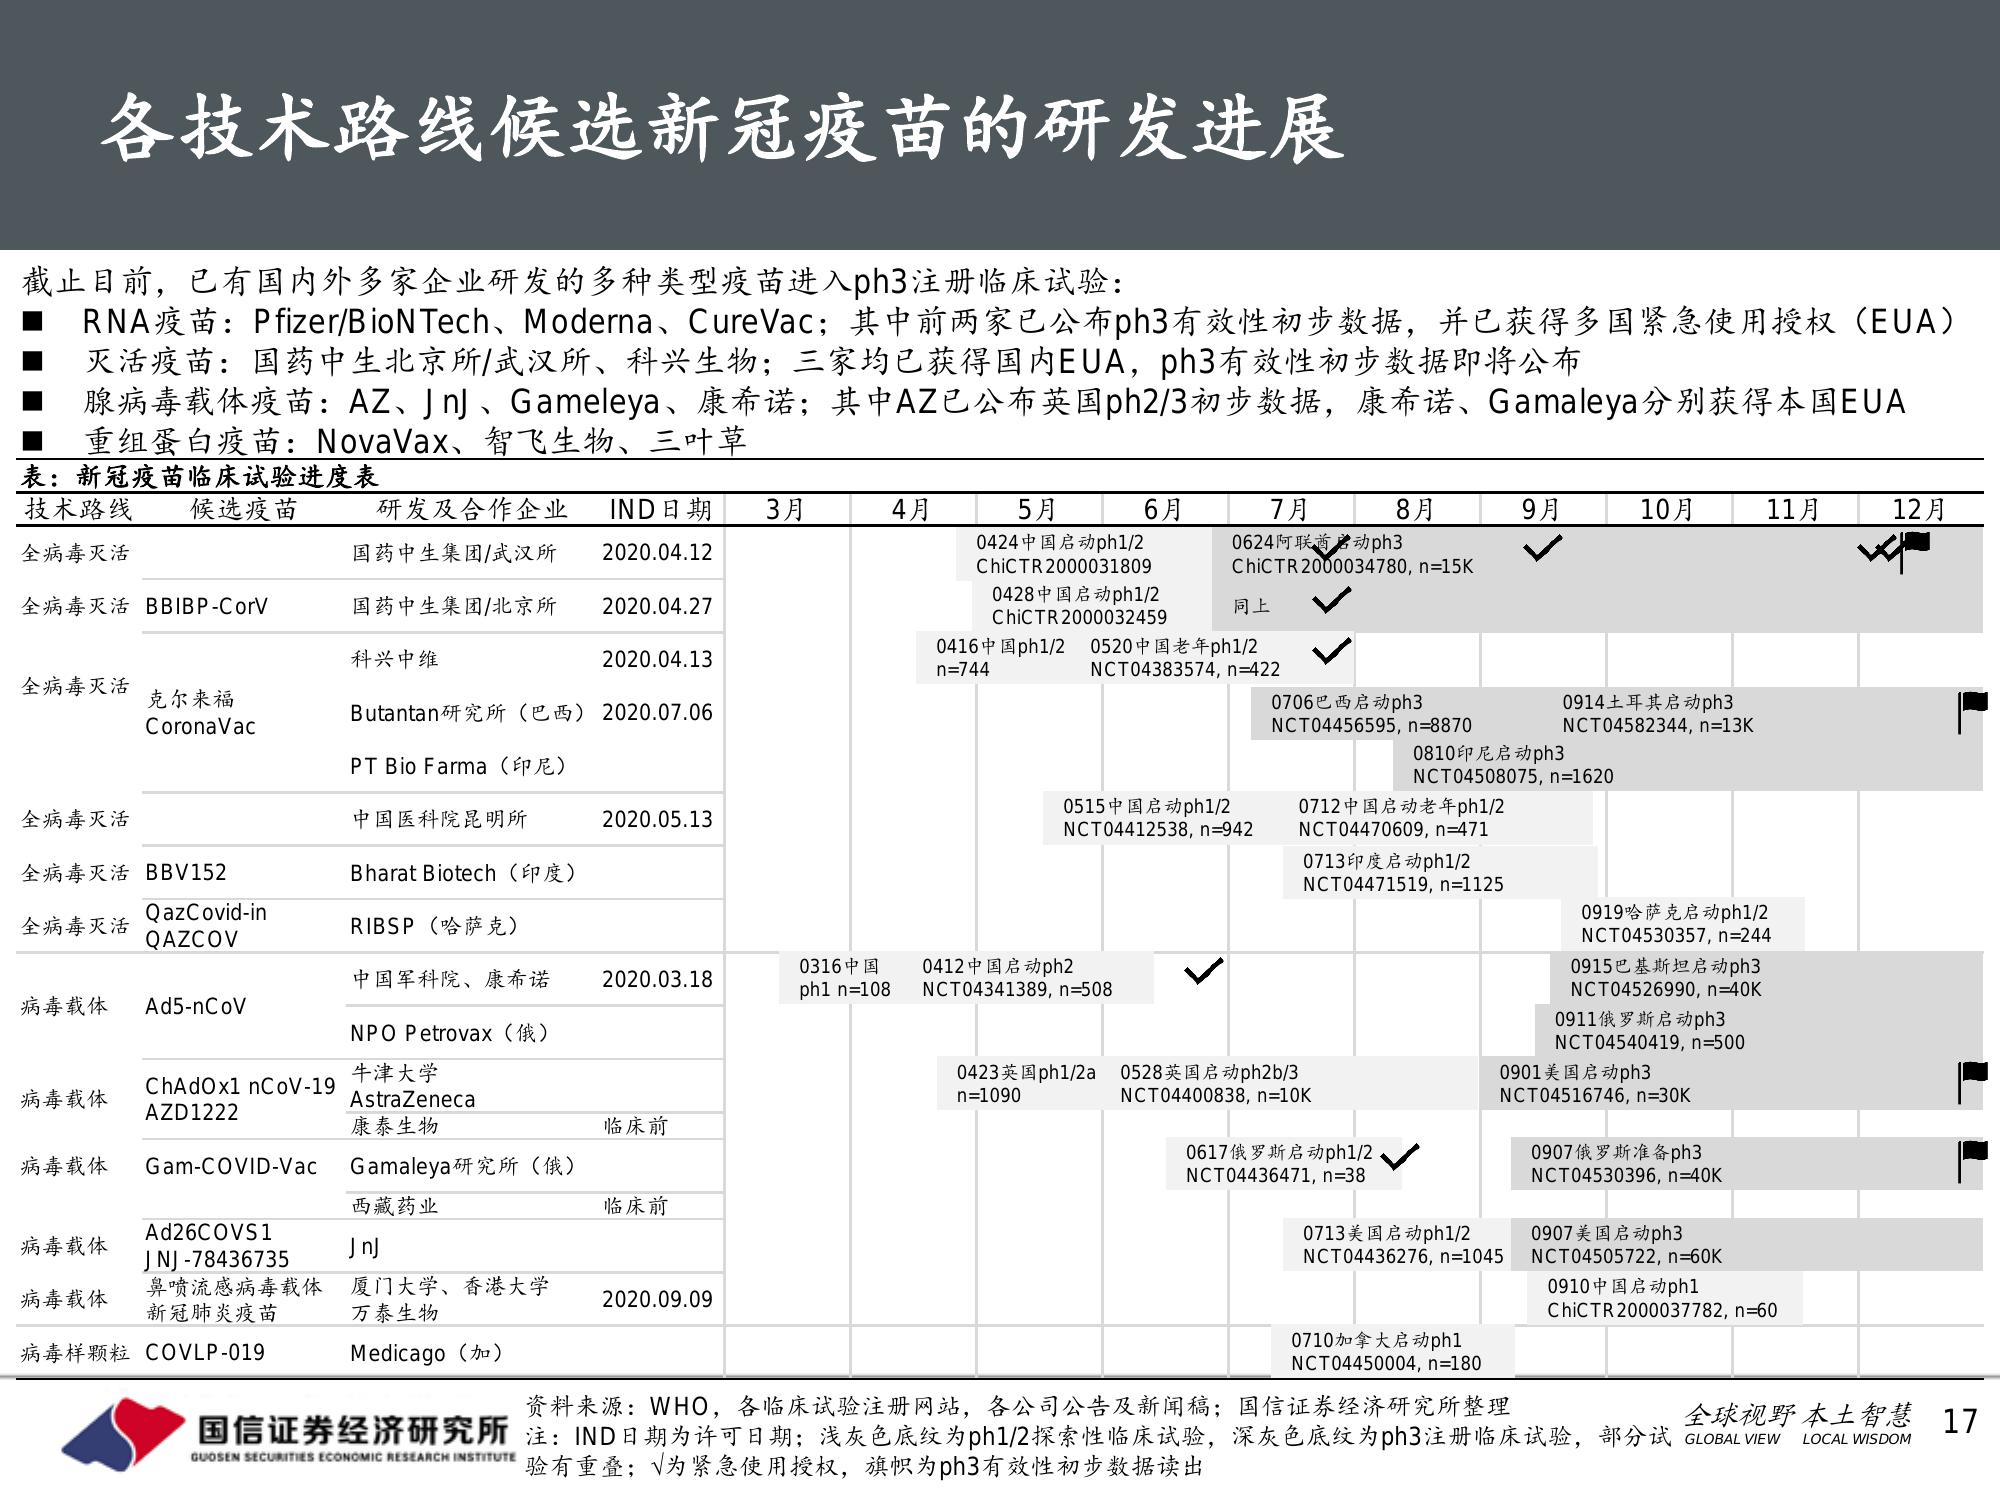 各技术路线候选新冠疫苗的研发进展
截止目前，已有国内外多家企业研发的多种类型疫苗进入ph3注册临床试验：
■ RNA疫苗：Pfizer/BioNTech、Moderna、CureVac；其中前两家已公布ph3有效性初步数据，并已获得多国紧急使用授权（EUA）
■ 灭活疫苗：国药中生北京所/武汉所、科兴生物；三家均已获得国内EUA，ph3有效性初步数据即将公布
■ 腺病毒载体疫苗：AZ、JnJ、Gameleya、康希诺；其中AZ已公布英国ph2/3初步数据，康希诺、Gamaleya分别获得本国EUA
■ 重组蛋白疫苗：NovaVax、智飞生物、三叶草
表：新冠疫苗临床试验进度表
技术路线 候选疫苗 研发及合作企业 IND日期 3月 4月 5月 6月 7月 8月 9月 10月 11月 12月
全病毒灭活 国药中生集团/武汉所 2020.04.12
0424中国启动ph1/2 0624阿联酋启动ph3
ChiCTR2000031809 ChiCTR2000034780, n=15K
全病毒灭活 BBIBP-CorV 国药中生集团/北京所 2020.04.27
0428中国启动ph1/2 同上
ChiCTR2000032459
全病毒灭活
克尔来福
CoronaVac
科兴中维 2020.04.13
0416中国ph1/2 0520中国老年ph1/2
n=744 NCT04383574, n=422
Butantan研究所（巴西） 2020.07.06
0706巴西启动ph3 0914土耳其启动ph3
NCT04456595, n=8870 NCT04582344, n=13K
PT Bio Farma（印尼）
0810印尼启动ph3
NCT04508075, n=1620
全病毒灭活 中国医科院昆明所 2020.05.13
0515中国启动ph1/2 0712中国启动老年ph1/2
NCT04412538, n=942 NCT04470609, n=471
全病毒灭活 BBV152 Bharat Biotech（印度）
0713印度启动ph1/2
NCT04471519, n=1125
全病毒灭活
QazCovid-in
QAZCOV
RIBSP（哈萨克）
0919哈萨克启动ph1/2
NCT04530357, n=244
病毒载体 Ad5-nCoV
中国军科院、康希诺 2020.03.18
0316中国 0412中国启动ph2 0915巴基斯坦启动ph3
ph1 n=108 NCT04341389, n=508 NCT04526990, n=40K
NPO Petrovax（俄）
0911俄罗斯启动ph3
NCT04540419, n=500
病毒载体
ChAdOx1 nCoV-19
AZD1222
牛津大学
AstraZeneca
0423英国ph1/2a 0528英国启动ph2b/3 0901美国启动ph3
n=1090 NCT04400838, n=10K NCT04516746, n=30K
康泰生物 临床前
病毒载体 Gam-COVID-Vac Gamaleya研究所（俄）
0617俄罗斯启动ph1/2 0907俄罗斯准备ph3
NCT04436471, n=38 NCT04530396, n=40K
西藏药业 临床前
病毒载体
Ad26COVS1
JNJ-78436735
JnJ
0713美国启动ph1/2 0907美国启动ph3
NCT04436276, n=1045 NCT04505722, n=60K
病毒载体
鼻喷流感病毒载体
新冠肺炎疫苗
厦门大学、香港大学
万泰生物
2020.09.09
0910中国启动ph1
ChiCTR2000037782, n=60
病毒样颗粒 COVLP-019 Medicago（加）
0710加拿大启动ph1
NCT04450004, n=180
国信证券经济研究所
GUOSEN SECURITIES ECONOMIC RESEARCH INSTITUTE
资料来源：WHO，各临床试验注册网站，各公司公告及新闻稿；国信证券经济研究所整理
注：IND日期为许可日期；浅灰色底纹为ph1/2探索性临床试验，深灰色底纹为ph3注册临床试验，部分试
验有重叠；√为紧急使用授权，旗帜为ph3有效性初步数据读出
全球视野 本土智慧
GLOBAL VIEW LOCAL WISDOM
17